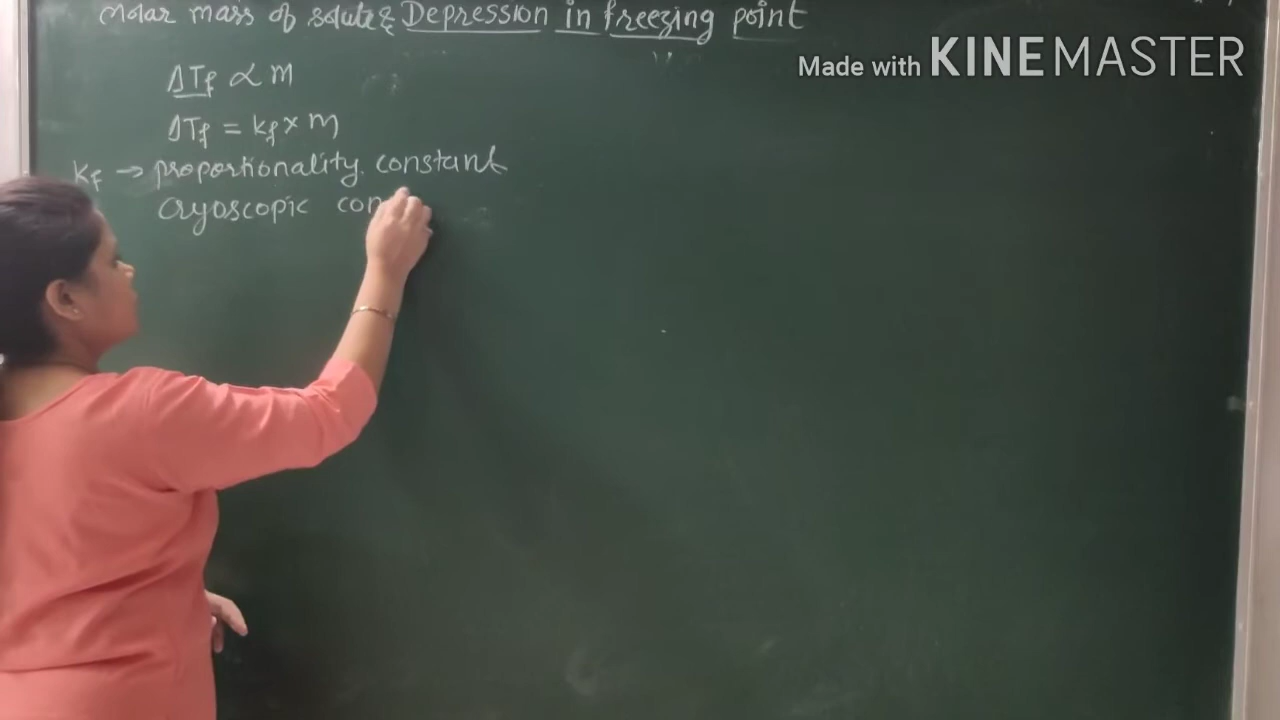 Molar mass of solute & Depression in freezing point
Made with KINEMASTER
ΔTf ∝ m
ΔTf = kf × m
Kf → proportionality constant
Cryoscopic con